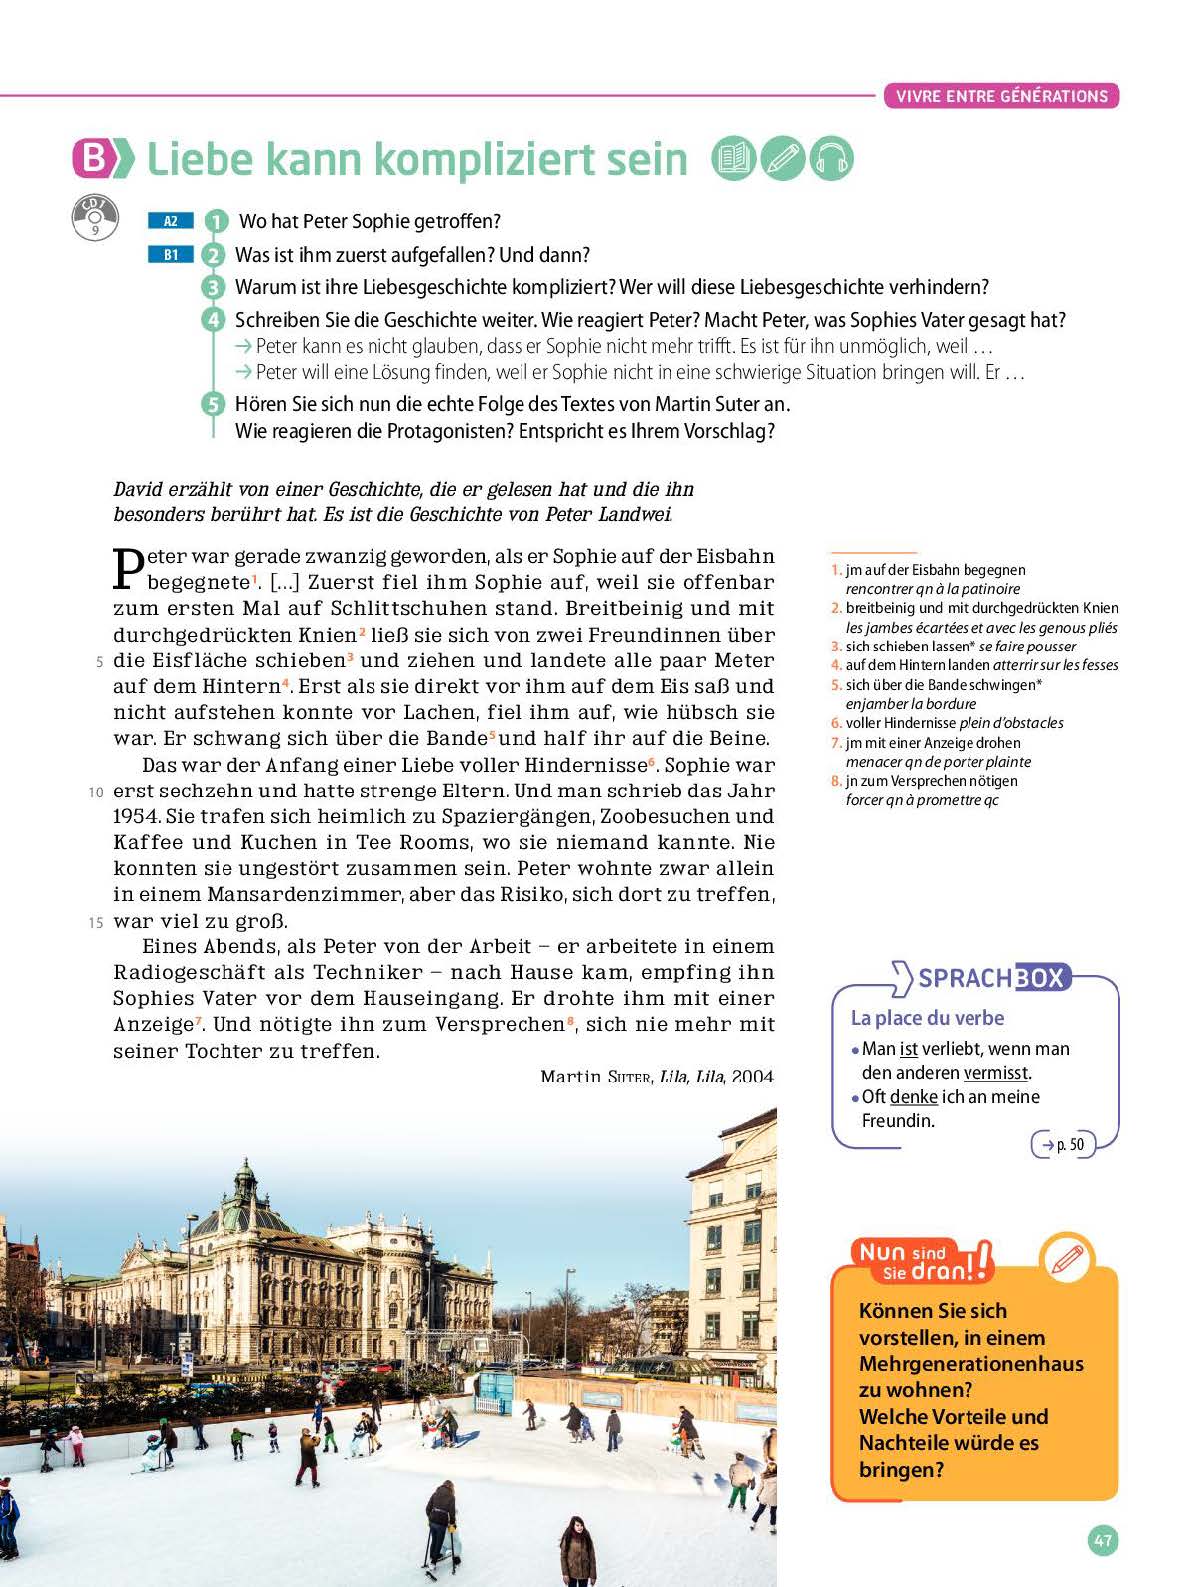 VIVRE ENTRE GÉNÉRATIONS
B Liebe kann kompliziert sein
CD 1
9
A2 1 Wo hat Peter Sophie getroffen?
B1 2 Was ist ihm zuerst aufgefallen? Und dann?
3 Warum ist ihre Liebesgeschichte kompliziert? Wer will diese Liebesgeschichte verhindern?
4 Schreiben Sie die Geschichte weiter. Wie reagiert Peter? Macht Peter, was Sophies Vater gesagt hat?
→ Peter kann es nicht glauben, dass er Sophie nicht mehr trifft. Es ist für ihn unmöglich, weil …
→ Peter will eine Lösung finden, weil er Sophie nicht in eine schwierige Situation bringen will. Er …
5 Hören Sie sich nun die echte Folge des Textes von Martin Suter an.
Wie reagieren die Protagonisten? Entspricht es Ihrem Vorschlag?
David erzählt von einer Geschichte, die er gelesen hat und die ihn
besonders berührt hat. Es ist die Geschichte von Peter Landwei.
Peter war gerade zwanzig geworden, als er Sophie auf der Eisbahn
begegnete1. [...] Zuerst fiel ihm Sophie auf, weil sie offenbar
zum ersten Mal auf Schlittschuhen stand. Breitbeinig und mit
durchgedrückten Knien2 ließ sie sich von zwei Freundinnen über
5 die Eisfläche schieben3 und ziehen und landete alle paar Meter
auf dem Hintern4. Erst als sie direkt vor ihm auf dem Eis saß und
nicht aufstehen konnte vor Lachen, fiel ihm auf, wie hübsch sie
war. Er schwang sich über die Bande5 und half ihr auf die Beine.
Das war der Anfang einer Liebe voller Hindernisse6. Sophie war
10 erst sechzehn und hatte strenge Eltern. Und man schrieb das Jahr
1954. Sie trafen sich heimlich zu Spaziergängen, Zoobesuchen und
Kaffee und Kuchen in Tee Rooms, wo sie niemand kannte. Nie
konnten sie ungestört zusammen sein. Peter wohnte zwar allein
in einem Mansardenzimmer, aber das Risiko, sich dort zu treffen,
15 war viel zu groß.
Eines Abends, als Peter von der Arbeit – er arbeitete in einem
Radiogeschäft als Techniker – nach Hause kam, empfing ihn
Sophies Vater vor dem Hauseingang. Er drohte ihm mit einer
Anzeige7. Und nötigte ihn zum Versprechen8, sich nie mehr mit
seiner Tochter zu treffen.
Martin SUTER, Lila, Lila, 2004
1. jm auf der Eisbahn begegnen
rencontrer qn à la patinoire
2. breitbeinig und mit durchgedrückten Knien
les jambes écartées et avec les genous pliés
3. sich schieben lassen* se faire pousser
4. auf dem Hintern landen atterrir sur les fesses
5. sich über die Bande schwingen*
enjamber la bordure
6. voller Hindernisse plein d'obstacles
7. jm mit einer Anzeige drohen
menacer qn de porter plainte
8. jn zum Versprechen nötigen
forcer qn à promettre qc
SPRACHBOX
La place du verbe
• Man ist verliebt, wenn man
den anderen vermisst.
• Oft denke ich an meine
Freundin.
→ p. 50
Nun sind
Sie dran!!
Können Sie sich
vorstellen, in einem
Mehrgenerationenhaus
zu wohnen?
Welche Vorteile und
Nachteile würde es
bringen?
47